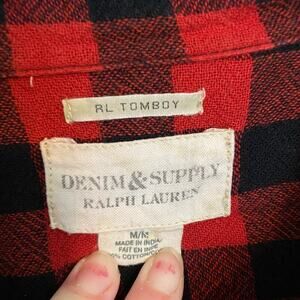 RL TOMBOY
DENIM & SUPPLY
RALPH LAUREN
M/M
MADE IN INDIA
FAIT EN INDE